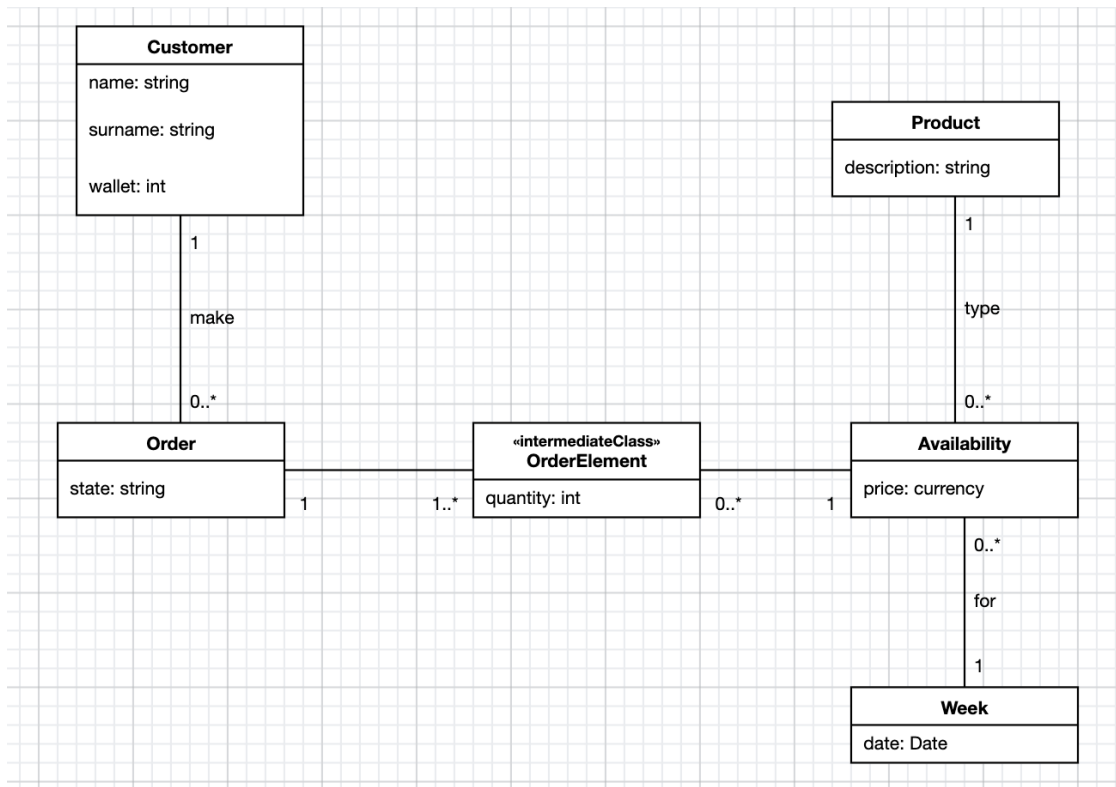 Customer
name: string
surname: string
wallet: int
1
make
0..*
Product
description: string
1
type
0..*
Order
state: string
1
1..*
«intermediateClass»
OrderElement
quantity: int
0..*
1
Availability
price: currency
0..*
for
1
Week
date: Date